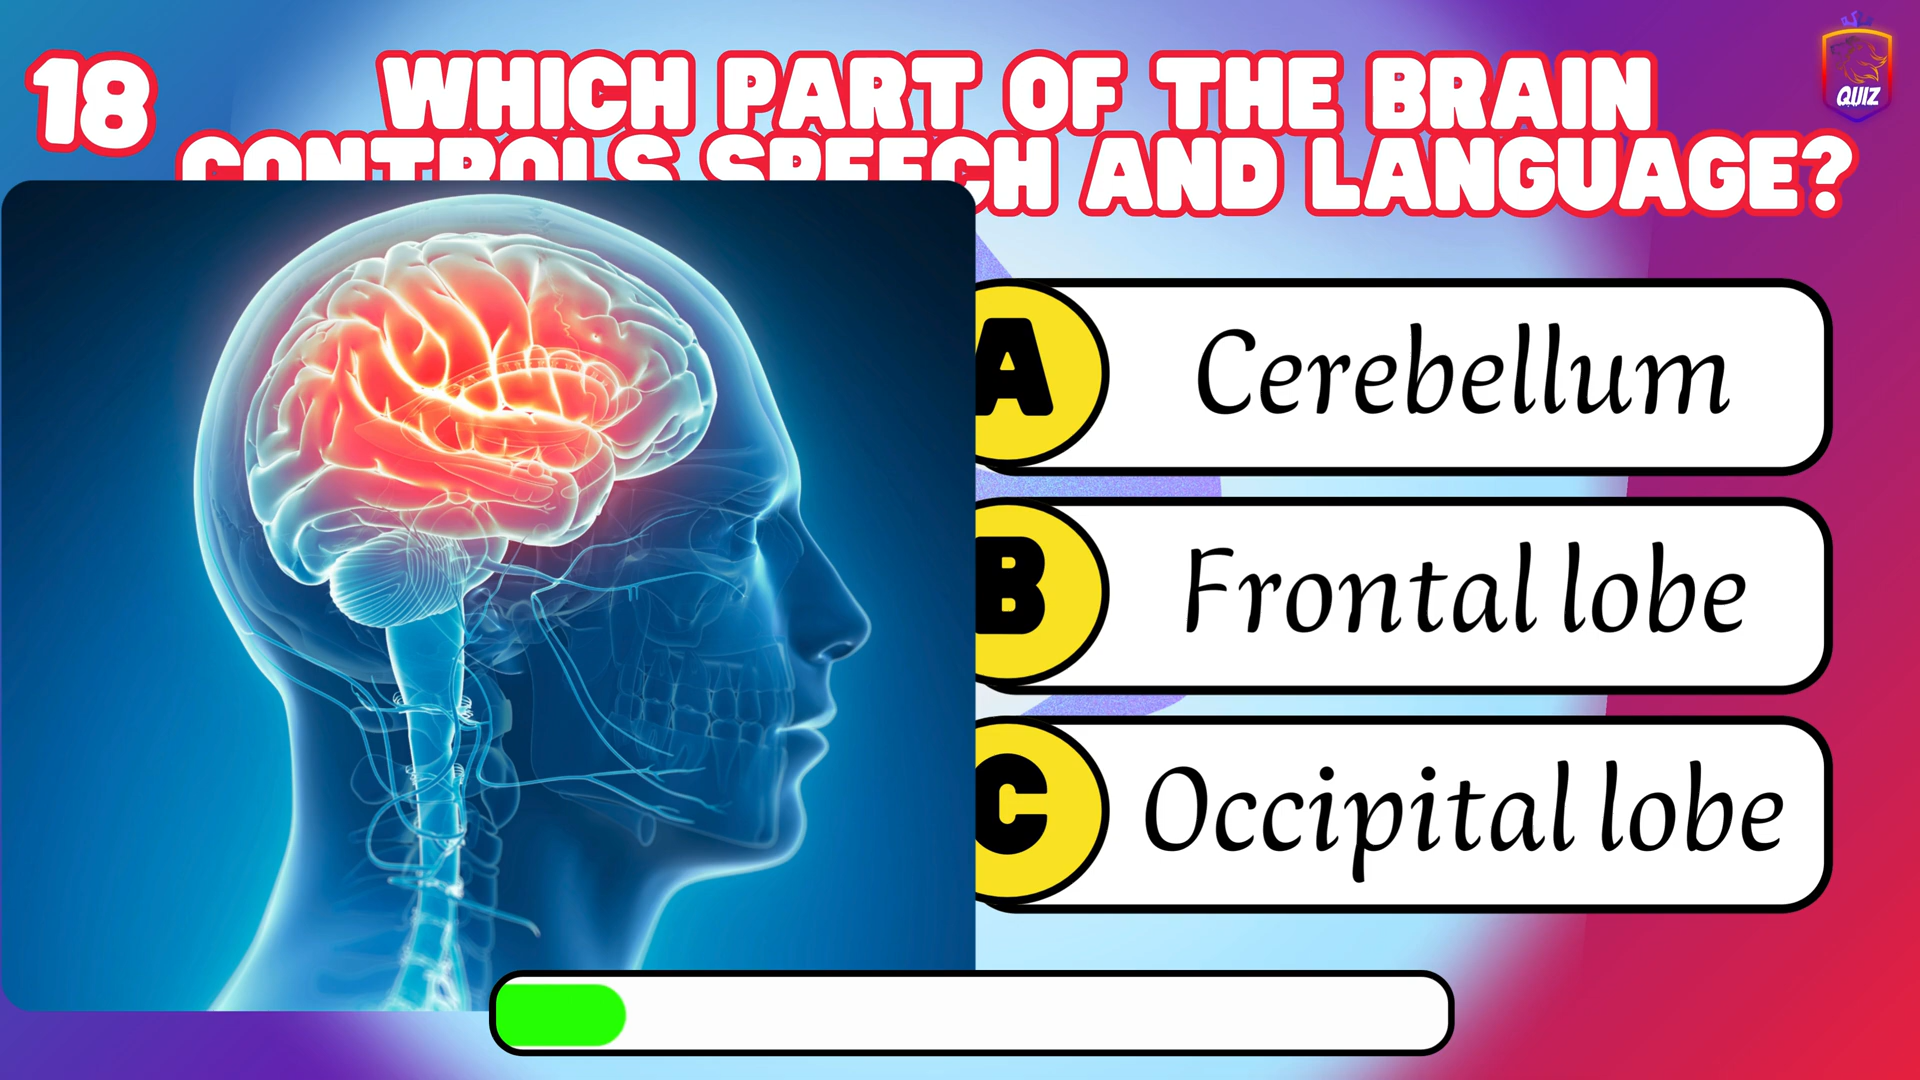 18
WHICH PART OF THE BRAIN
CONTROLS SPEECH AND LANGUAGE?
QUIZ
A Cerebellum
B Frontal lobe
C Occipital lobe